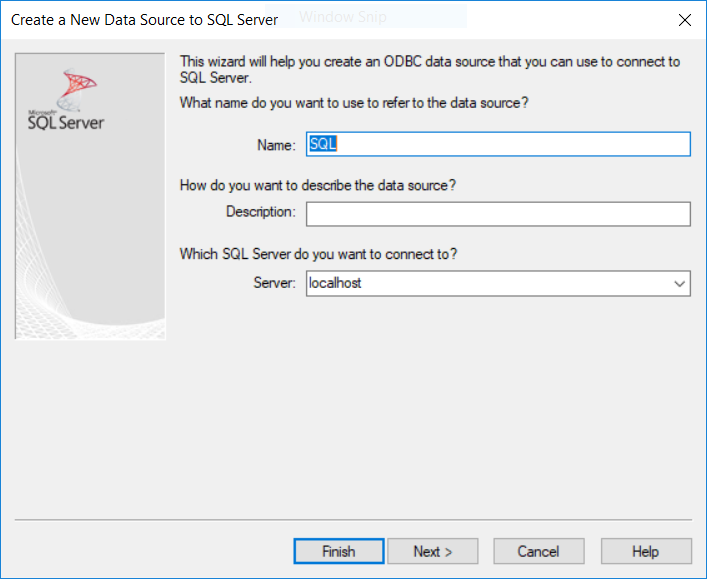 Create a New Data Source to SQL Server
Window Snip
This wizard will help you create an ODBC data source that you can use to connect to
SQL Server.
What name do you want to use to refer to the data source?
Microsoft
SQL Server
Name: SQL
How do you want to describe the data source?
Description:
Which SQL Server do you want to connect to?
Server: localhost
Finish Next > Cancel Help